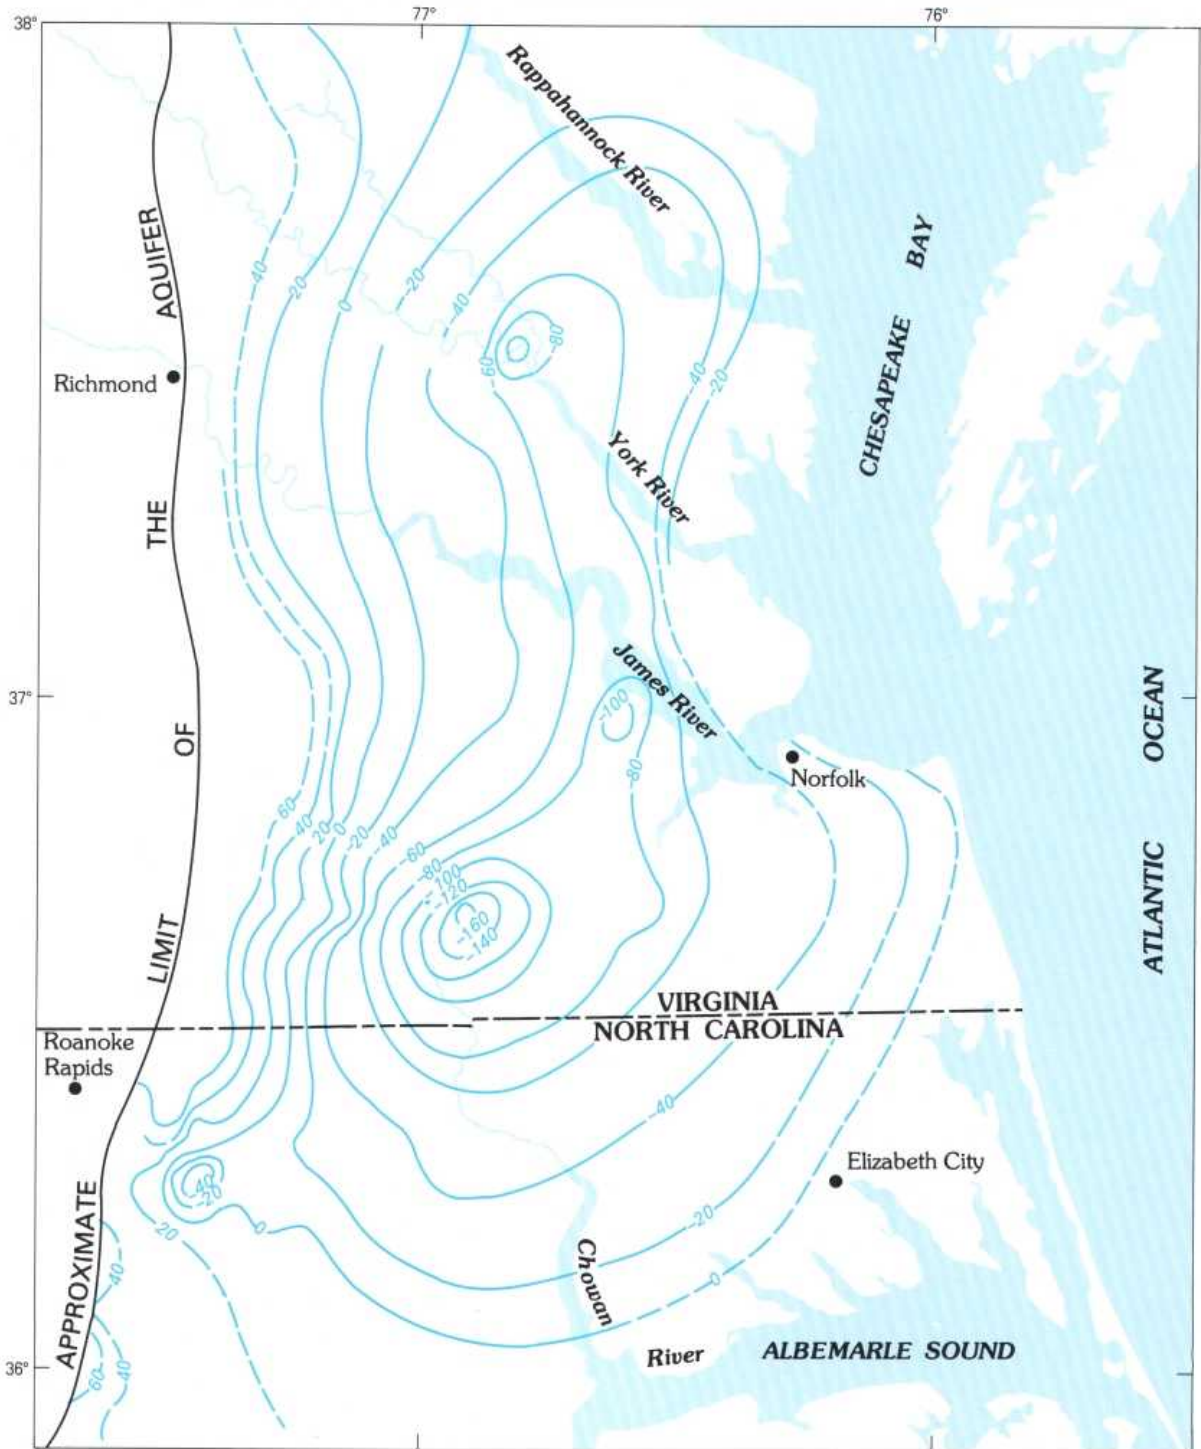 38°
77°
76°
Rappahannock River
CHESAPEAKE BAY
AQUIFER
40
20
0
-20
-40
-60
-80
-40
-20
Richmond
York River
THE
James River
37°
OF
-100
-80
Norfolk
ATLANTIC OCEAN
60
40
20
0
-20
-40
-60
-80
-100
-120
-160
-140
LIMIT
VIRGINIA
NORTH CAROLINA
Roanoke
Rapids
-40
Elizabeth City
APPROXIMATE
-40
-20
20
0
-20
0
40
Chowan
River
ALBEMARLE SOUND
36°
60
40